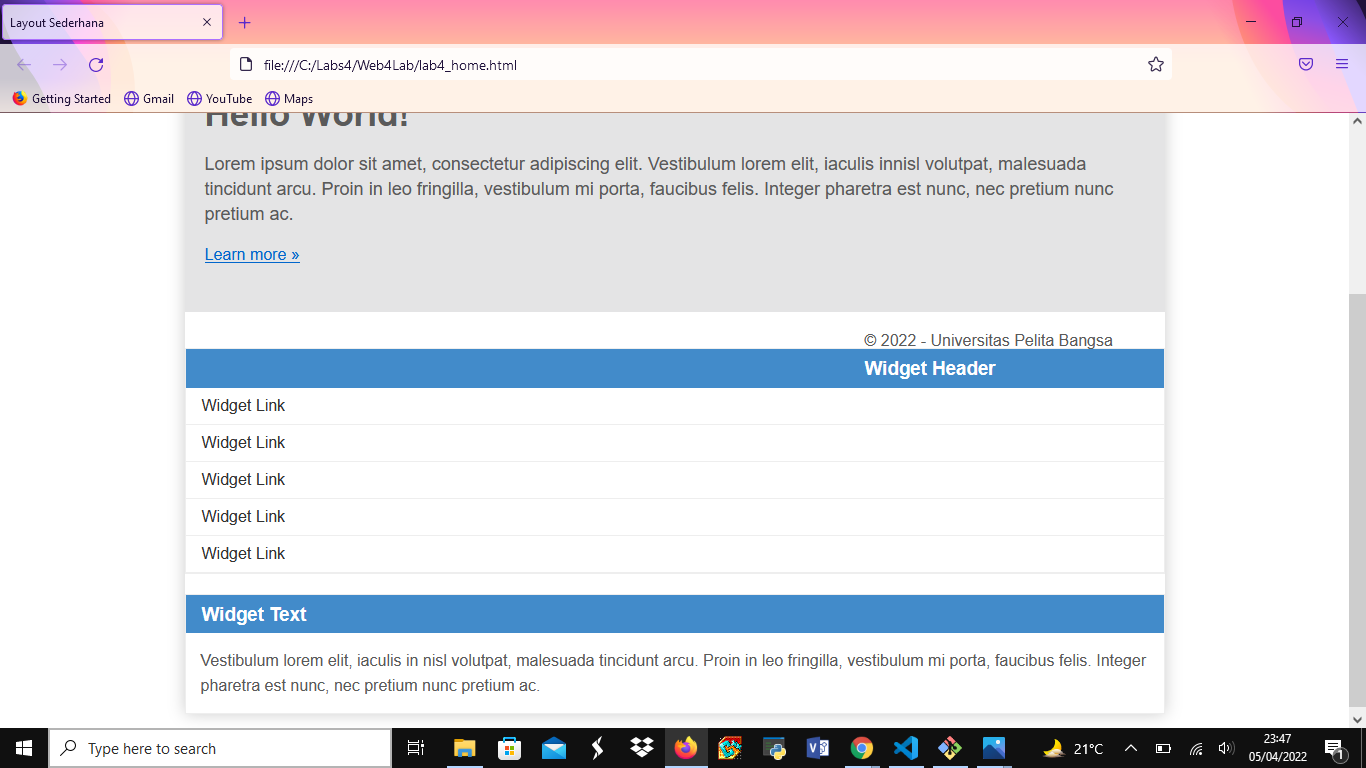 Layout Sederhana
file:///C:/Labs4/Web4Lab/lab4_home.html
Getting Started Gmail YouTube Maps
Hello World!
Lorem ipsum dolor sit amet, consectetur adipiscing elit. Vestibulum lorem elit, iaculis innisl volutpat, malesuada
tincidunt arcu. Proin in leo fringilla, vestibulum mi porta, faucibus felis. Integer pharetra est nunc, nec pretium nunc
pretium ac.
Learn more »
© 2022 - Universitas Pelita Bangsa
Widget Header
Widget Link
Widget Link
Widget Link
Widget Link
Widget Link
Widget Text
Vestibulum lorem elit, iaculis in nisl volutpat, malesuada tincidunt arcu. Proin in leo fringilla, vestibulum mi porta, faucibus felis. Integer
pharetra est nunc, nec pretium nunc pretium ac.
Type here to search
21°C
23:47
05/04/2022
1